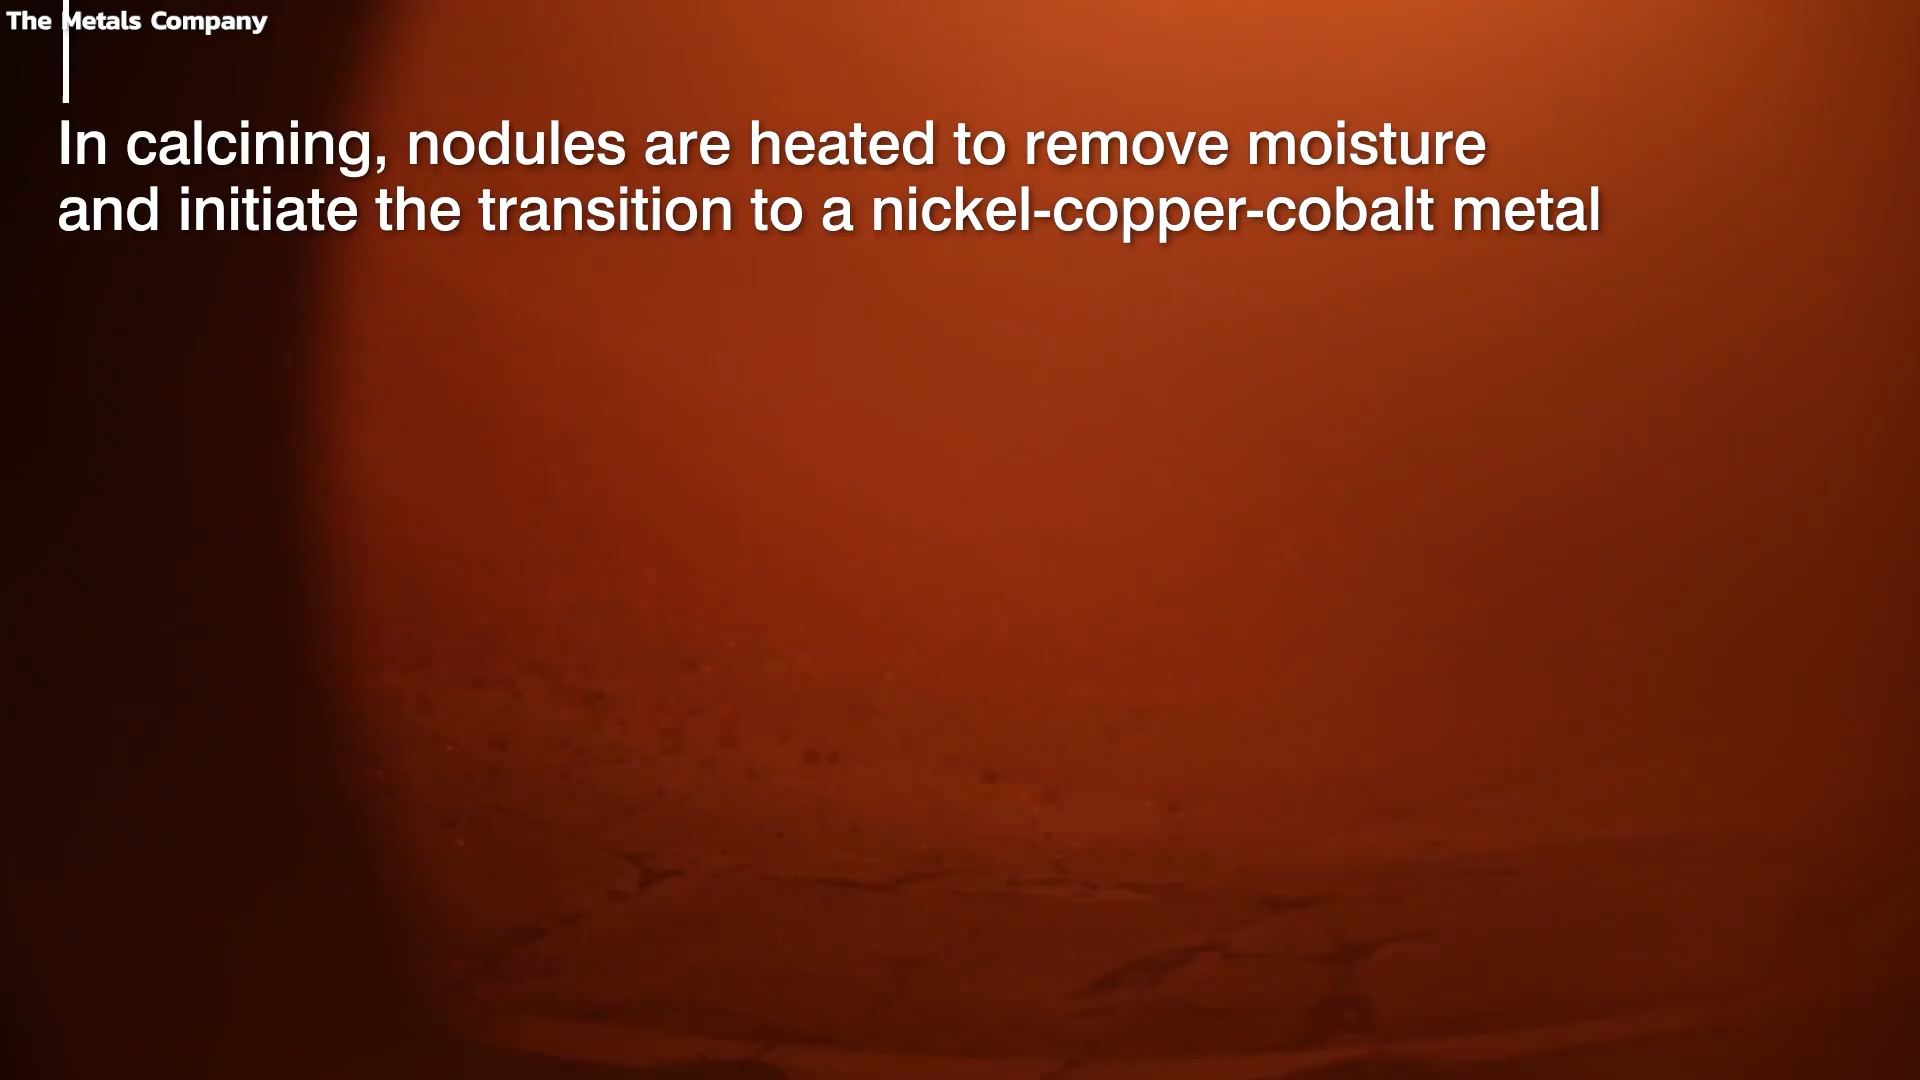 The Metals Company
In calcining, nodules are heated to remove moisture
and initiate the transition to a nickel-copper-cobalt metal